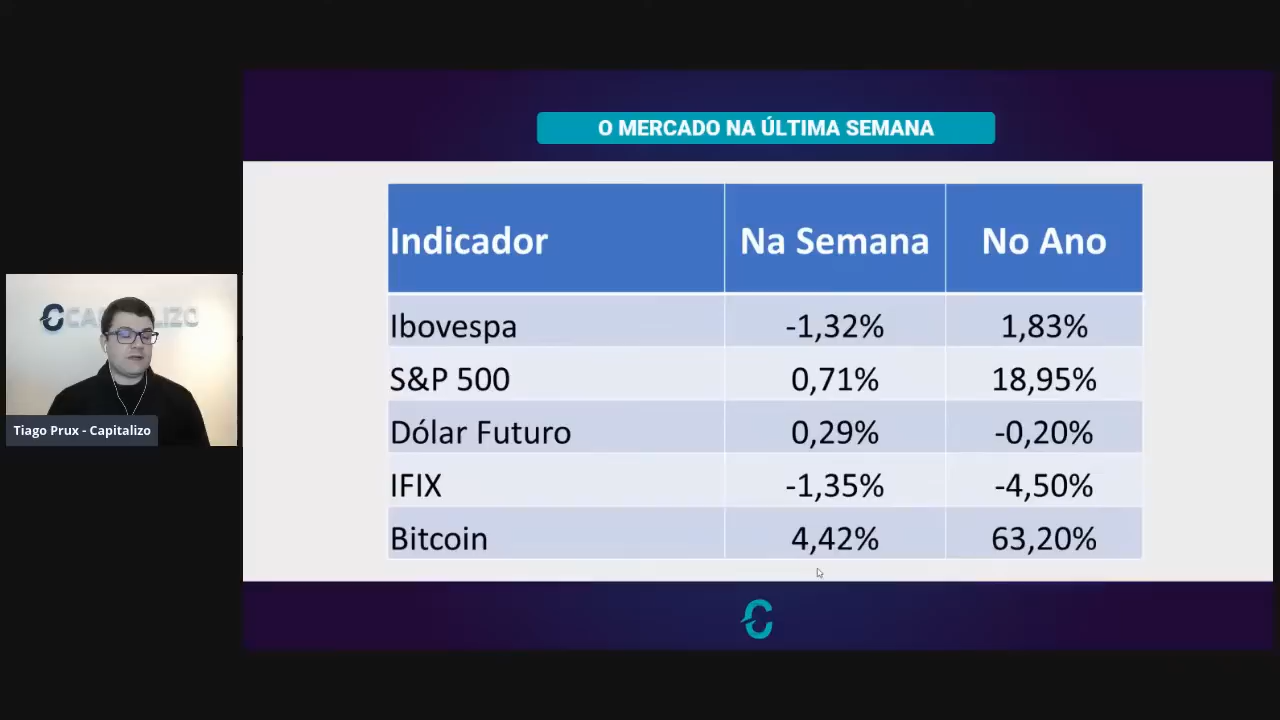 O MERCADO NA ÚLTIMA SEMANA
Indicador Na Semana No Ano
Ibovespa -1,32% 1,83%
S&P 500 0,71% 18,95%
Dólar Futuro 0,29% -0,20%
IFIX -1,35% -4,50%
Bitcoin 4,42% 63,20%
Tiago Prux - Capitalizo